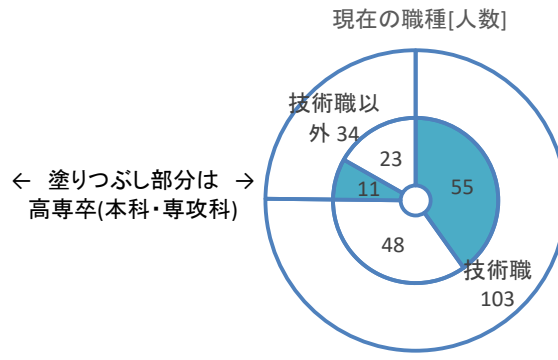 現在の職種[人数]
技術職以
外 34
23
55
11
← 塗りつぶし部分は →
高専卒(本科・専攻科)
48
技術職
103